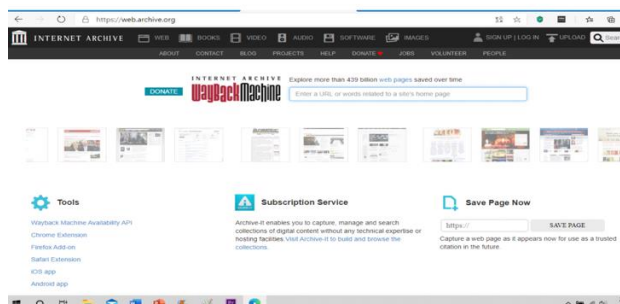 https://web.archive.org
INTERNET ARCHIVE WEB BOOKS VIDEO AUDIO SOFTWARE IMAGES SIGN UP | LOG IN UPLOAD
ABOUT CONTACT BLOG PROJECTS HELP DONATE JOBS VOLUNTEER PEOPLE
INTERNET ARCHIVE
DONATE WayBackMachine
Explore more than 439 billion web pages saved over time
Enter a URL or words related to a site's home page
Tools
Wayback Machine Availability API
Chrome Extension
Firefox Add-on
Safari Extension
iOS app
Android app
Subscription Service
Archive-It enables you to capture, manage and search
collections of digital content without any technical expertise or
hosting facilities. Visit Archive-It to build and browse the
collections.
Save Page Now
https:// SAVE PAGE
Capture a web page as it appears now for use as a trusted
citation in the future.